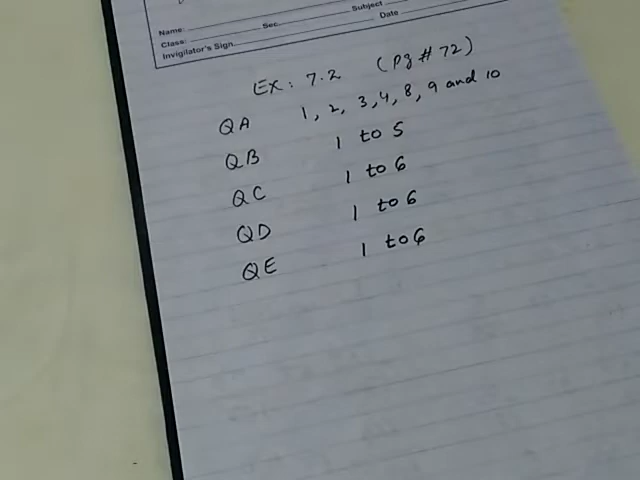 Name:
Sec
Subject
Class:
Date
Invigilator's Sign
EX: 7.2 (Pg # 72)
QA 1, 2, 3, 4, 8, 9 and 10
QB 1 to 5
QC 1 to 6
QD 1 to 6
QE 1 to 6